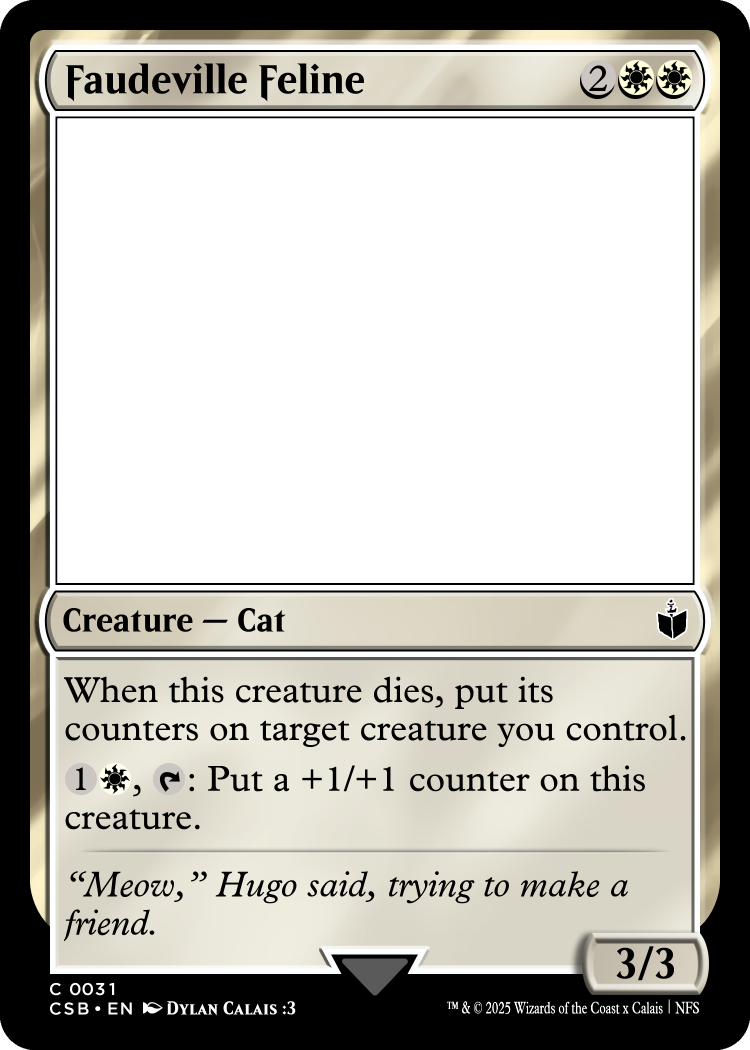 Faudeville Feline 2
Creature — Cat
When this creature dies, put its
counters on target creature you control.
1, : Put a +1/+1 counter on this
creature.
“Meow,” Hugo said, trying to make a
friend.
3/3
C 0031
CSB • EN Dylan Calais :3
™ & © 2025 Wizards of the Coast x Calais | NFS